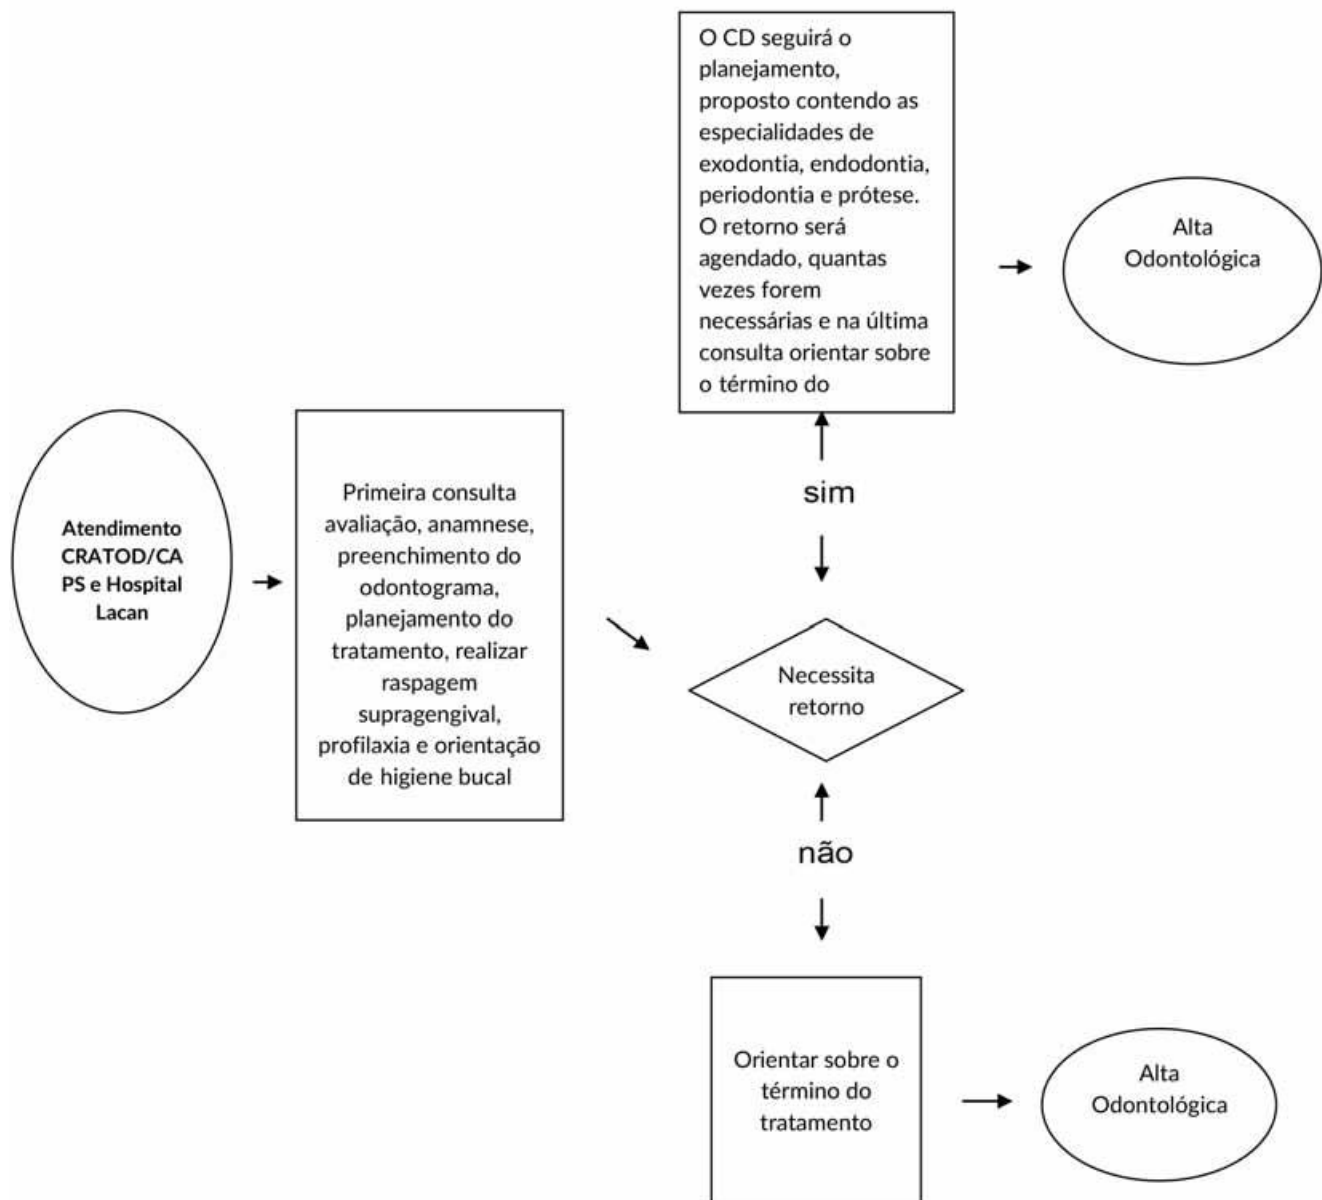 Atendimento
CRATOD/CA
PS e Hospital
Lacan
Primeira consulta
avaliação, anamnese,
preenchimento do
odontograma,
planejamento do
tratamento, realizar
raspagem
supragengival,
profilaxia e orientação
de higiene bucal
Necessita
retorno
sim
O CD seguirá o
planejamento,
proposto contendo as
especialidades de
exodontia, endodontia,
periodontia e prótese.
O retorno será
agendado, quantas
vezes forem
necessárias e na última
consulta orientar sobre
o término do
Alta
Odontológica
não
Orientar sobre o
término do
tratamento
Alta
Odontológica